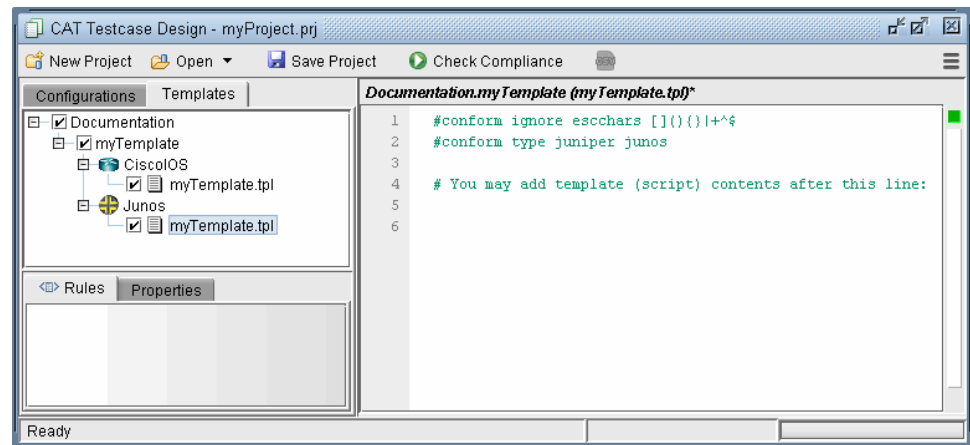 CAT Testcase Design - myProject.prj
New Project Open Save Project Check Compliance
Configurations Templates
Documentation
myTemplate
CiscoIOS
myTemplate.tpl
Junos
myTemplate.tpl
Rules Properties
Documentation.myTemplate (myTemplate.tpl)*
1 #conform ignore escchars [](){}|+^$
2 #conform type juniper junos
3
4 # You may add template (script) contents after this line:
5
6
Ready